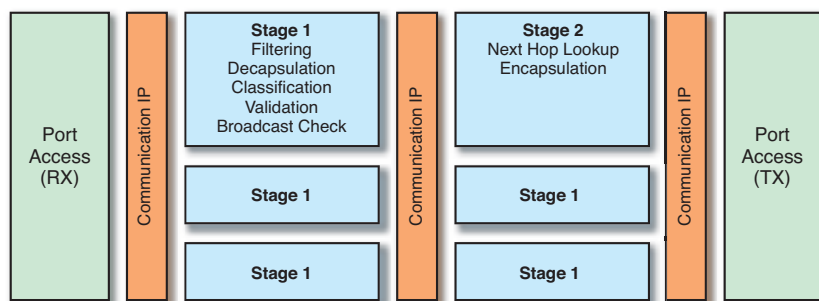 Port
Access
(RX)
Communication IP
Stage 1
Filtering
Decapsulation
Classification
Validation
Broadcast Check
Stage 1
Stage 1
Communication IP
Stage 2
Next Hop Lookup
Encapsulation
Stage 1
Stage 1
Communication IP
Port
Access
(TX)